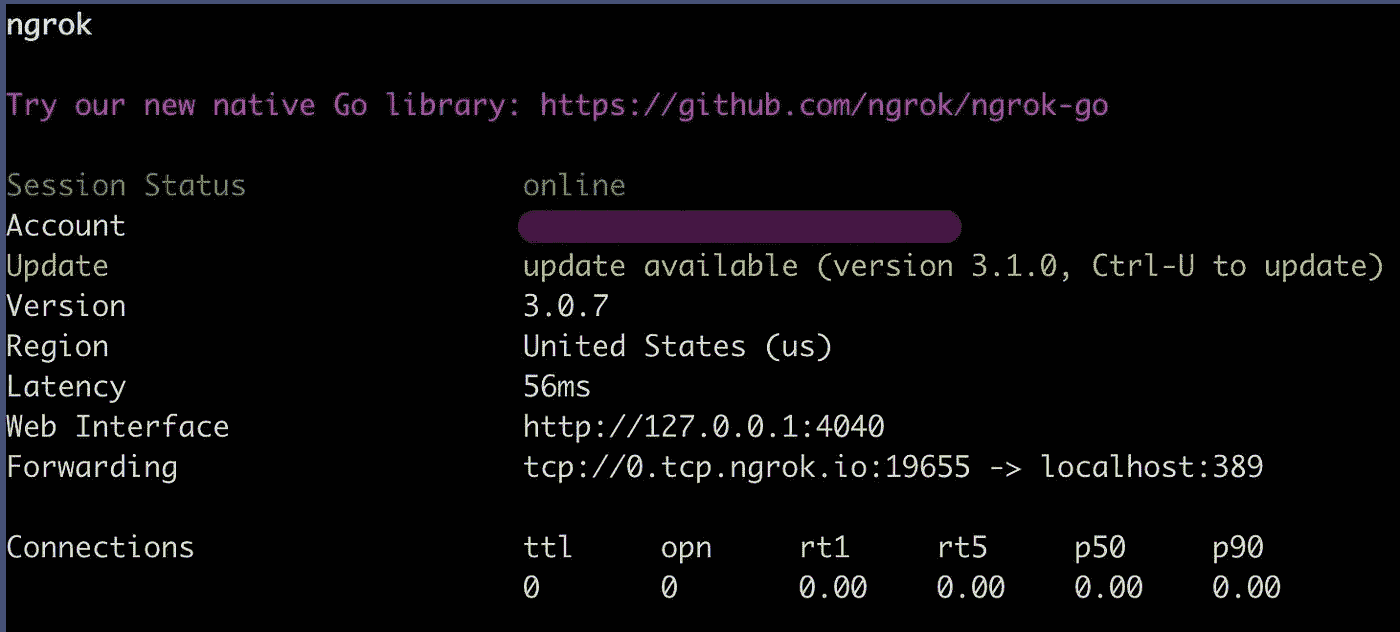 ngrok
Try our new native Go library: https://github.com/ngrok/ngrok-go
Session Status online
Account
Update update available (version 3.1.0, Ctrl-U to update)
Version 3.0.7
Region United States (us)
Latency 56ms
Web Interface http://127.0.0.1:4040
Forwarding tcp://0.tcp.ngrok.io:19655 -> localhost:389
Connections ttl opn rt1 rt5 p50 p90
0 0 0.00 0.00 0.00 0.00